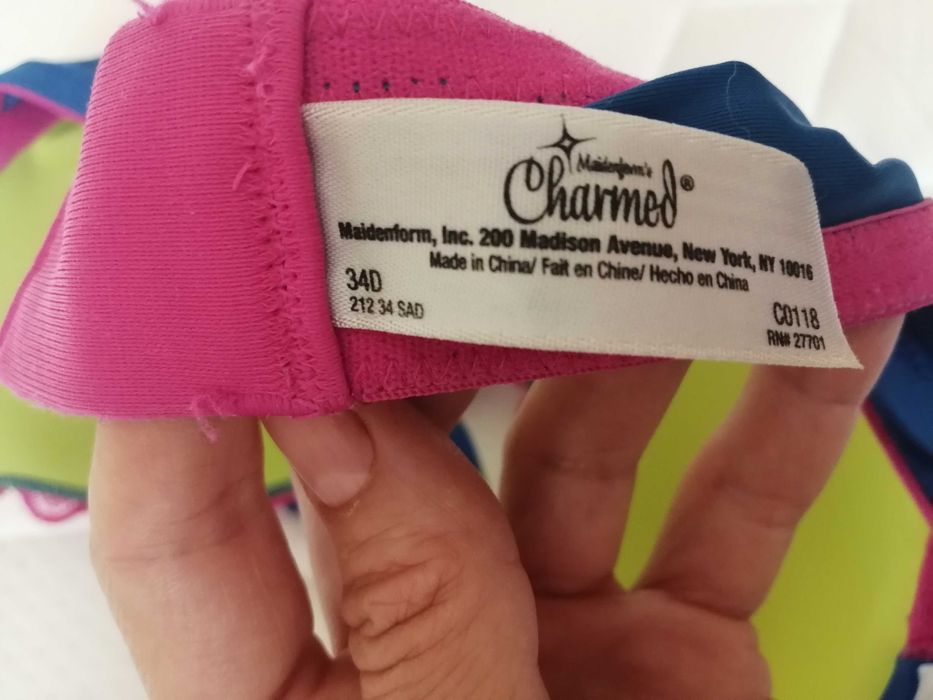 Maidenform's
Charmed®
Maidenform, Inc. 200 Madison Avenue, New York, NY 10016
Made in China/ Fait en Chine/ Hecho en China
34D
212 34 SAD
C0118
RN# 27701